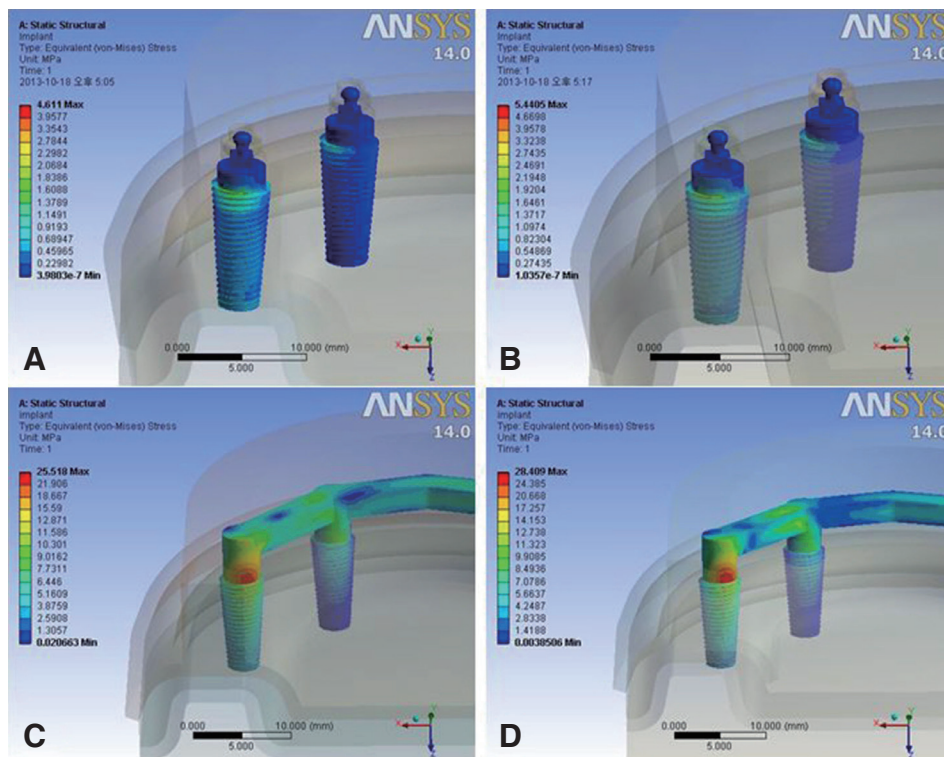 A: Static Structural
Implant
Type: Equivalent (von-Mises) Stress
Unit: MPa
Time: 1
2013-10-18 오후 5:05
ANSYS
14.0
4.611 Max
3.9577
3.3543
2.7844
2.2982
2.0684
1.8386
1.6088
1.3789
1.1491
0.9193
0.68947
0.45965
0.22982
3.9803e-7 Min
0.000
10.000 (mm)
5.000
X
Y
Z
A
A: Static Structural
Implant
Type: Equivalent (von-Mises) Stress
Unit: MPa
Time: 1
2013-10-18 오후 5:17
ANSYS
14.0
5.4405 Max
4.6698
3.9578
3.3238
2.7435
2.4691
2.1948
1.9204
1.6461
1.3717
1.0974
0.82304
0.54869
0.27435
1.0357e-7 Min
0.000
10.000 (mm)
5.000
X
Y
Z
B
A: Static Structural
Implant
Type: Equivalent (von-Mises) Stress
Unit: MPa
Time: 1
ANSYS
14.0
25.518 Max
21.906
18.667
15.59
12.871
11.586
10.301
9.0162
7.7311
6.446
5.1609
3.8759
2.5908
1.3057
0.020663 Min
0.000
10.000 (mm)
5.000
X
Y
Z
C
A: Static Structural
Implant
Type: Equivalent (von-Mises) Stress
Unit: MPa
Time: 1
ANSYS
14.0
28.409 Max
24.385
20.668
17.257
14.153
12.738
11.323
9.9085
8.4936
7.0786
5.6637
4.2487
2.8338
1.4188
0.0038506 Min
0.000
10.000 (mm)
5.000
X
Y
Z
D